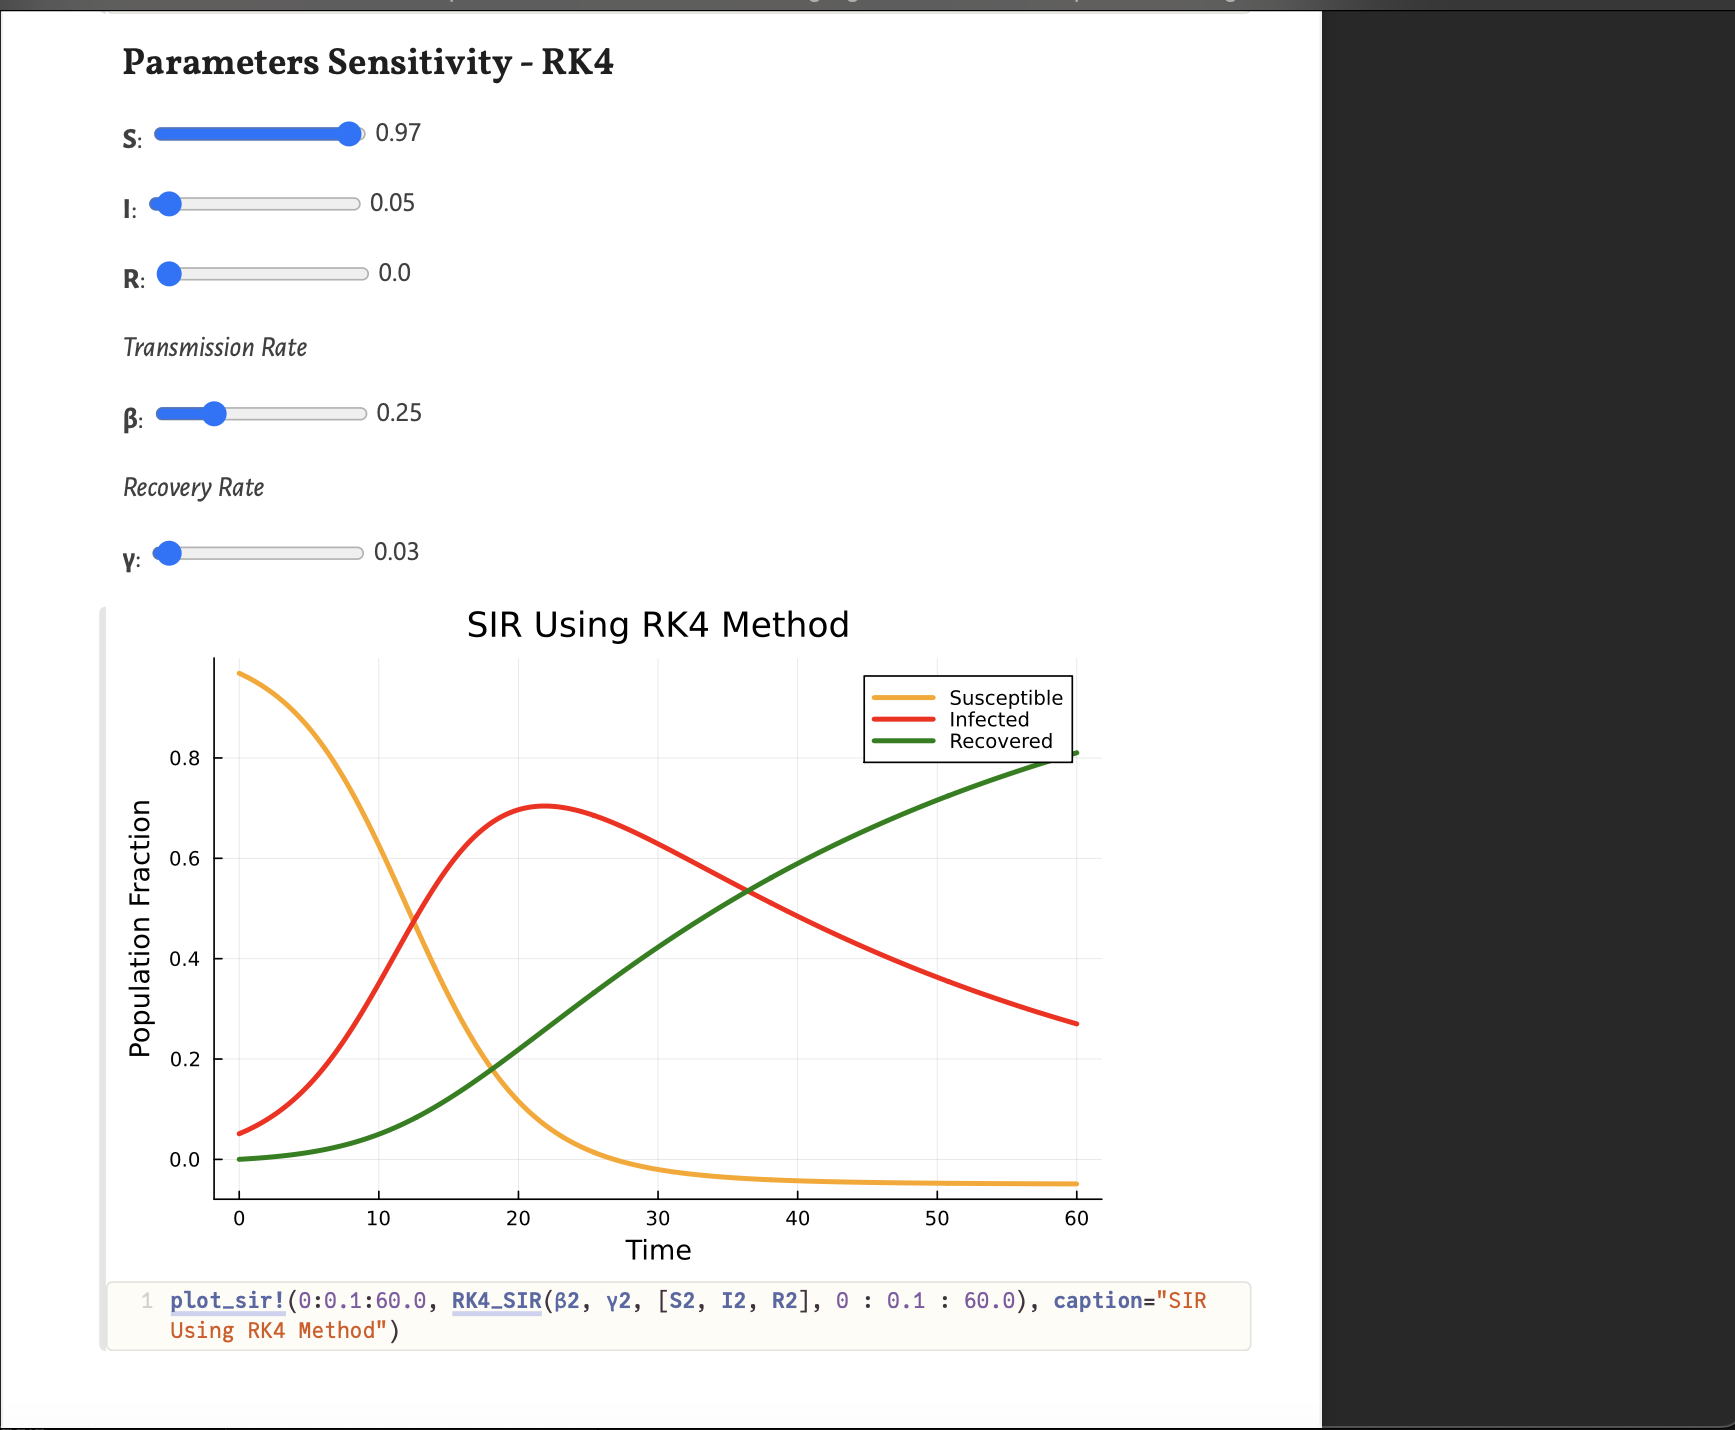 Parameters Sensitivity - RK4
S: 0.97
I: 0.05
R: 0.0
Transmission Rate
β: 0.25
Recovery Rate
γ: 0.03
SIR Using RK4 Method
Susceptible
Infected
Recovered
0.8
0.6
0.4
0.2
0.0
Population Fraction
0 10 20 30 40 50 60
Time
1 plot_sir!(0:0.1:60.0, RK4_SIR(β2, γ2, [S2, I2, R2], 0 : 0.1 : 60.0), caption="SIR
Using RK4 Method")